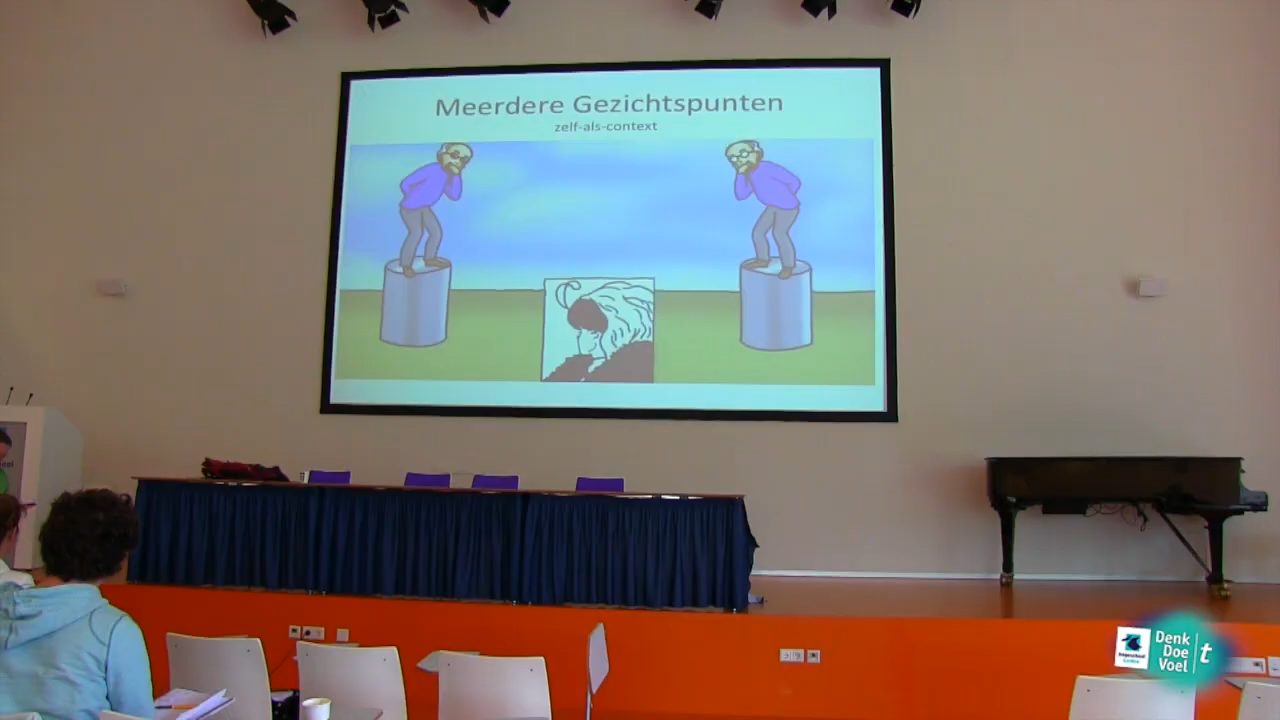 Meerdere Gezichtspunten
zelf-als-context
Denk
Doe
Voel
t